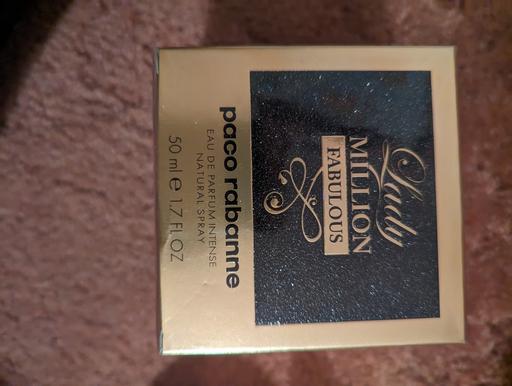 Lady
MILLION
FABULOUS
paco rabanne
EAU DE PARFUM INTENSE
NATURAL SPRAY
50 ml e 1.7 FL. OZ